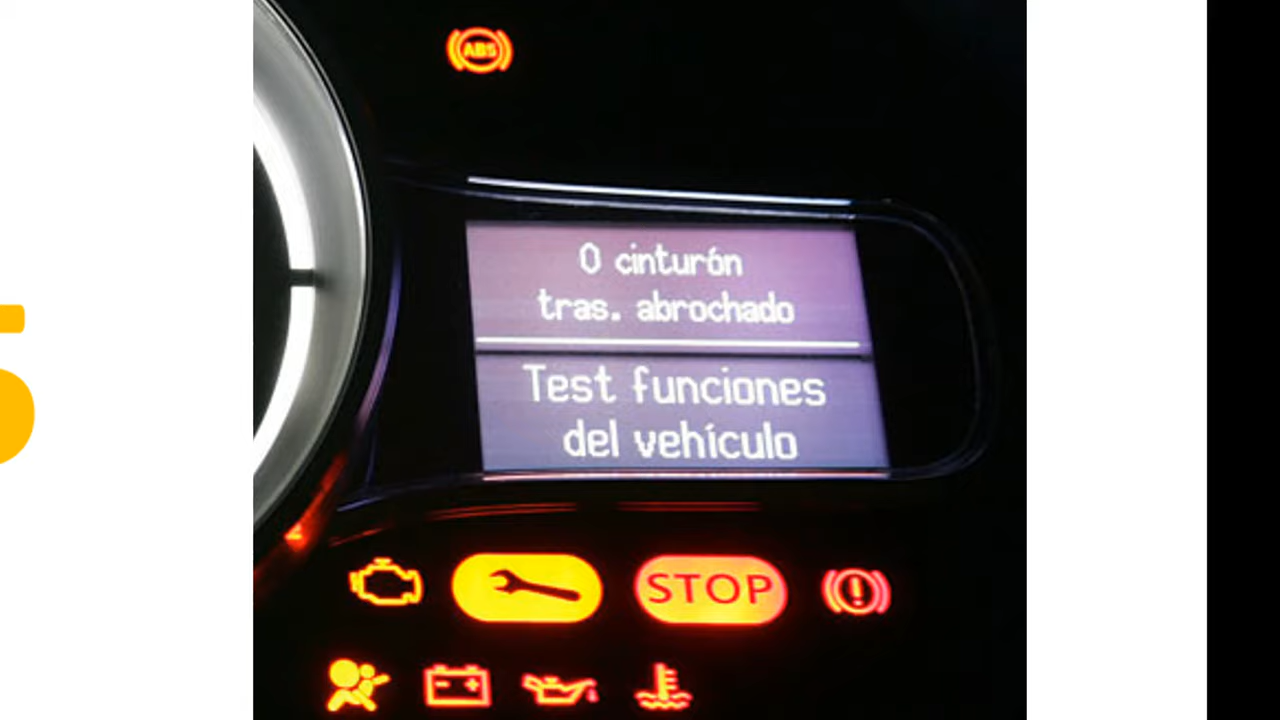 ABS
0 cinturón
tras. abrochado
Test funciones
del vehículo
STOP